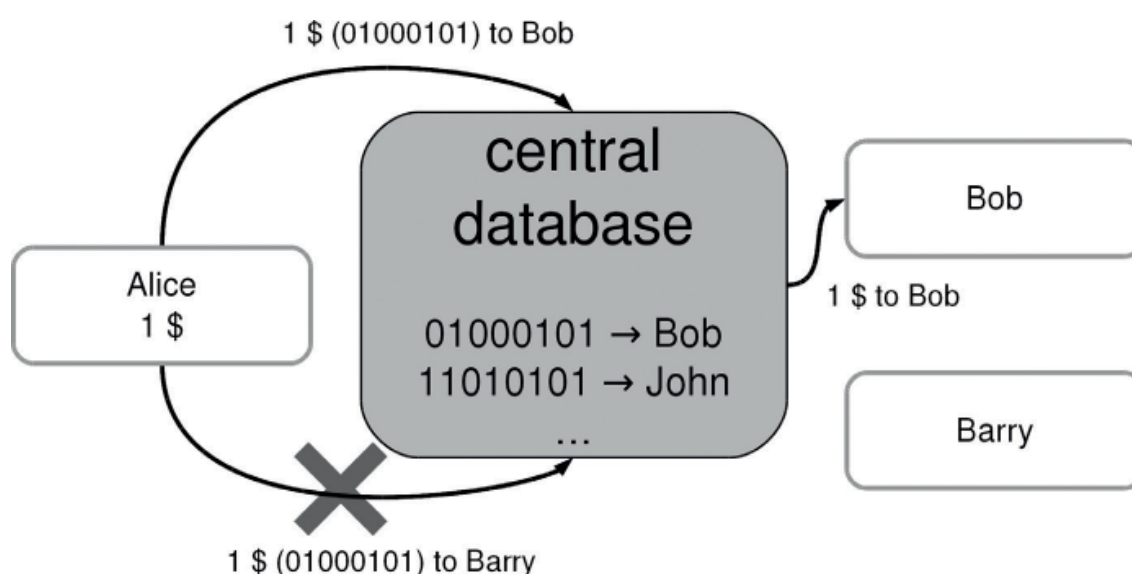 1 $ (01000101) to Bob
central
database
01000101 → Bob
11010101 → John
...
Alice
1 $
Bob
1 $ to Bob
Barry
1 $ (01000101) to Barry